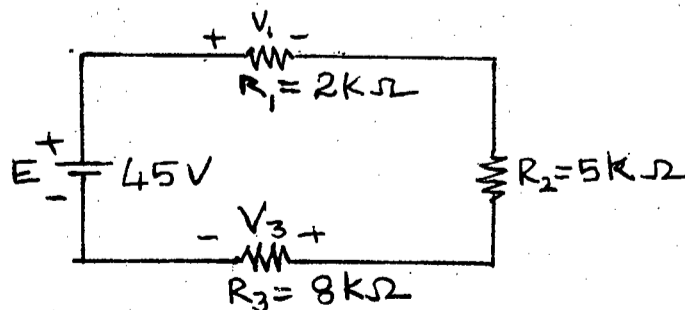 + V₁ -
R₁ = 2KΩ
E + - 45V
R₂=5KΩ
- V₃ +
R₃ = 8KΩ